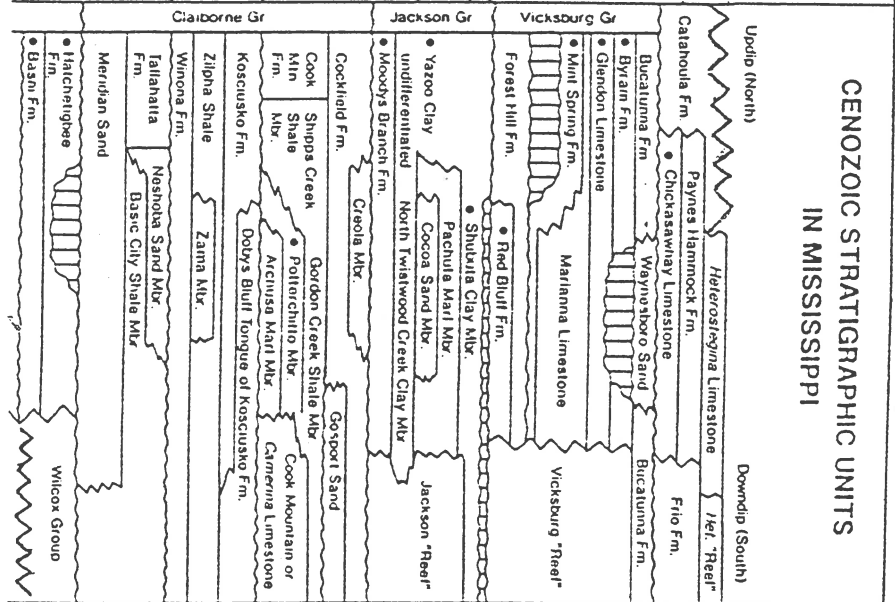 CENOZOIC STRATIGRAPHIC UNITS
IN MISSISSIPPI
Updip (North)
Downdip (South)
Heterostegina Limestone
Het. "Reef"
Paynes Hammock Fm.
Catahoula Fm.
• Chickasawhay Limestone
Frio Fm.
Vicksburg Gr
Bucatunna Fm
Waynesboro Sand
Bucatunna Fm.
• Byram Fm.
• Glendon Limestone
• Mint Spring Fm.
Marianna Limestone
Vicksburg "Reef"
Forest Hill Fm.
• Red Bluff Fm.
Jackson Gr
• Shubuta Clay Mbr.
Pachuta Marl Mbr.
• Yazoo Clay
undifferentiated
Cocoa Sand Mbr.
North Twistwood Creek Clay Mbr
Jackson "Reef"
• Moodys Branch Fm.
Claiborne Gr
Creola Mbr.
Cockfield Fm.
Gosport Sand
Cook
Mtn
Fm.
Shipps Creek
Shale
Mbr.
Gordon Creek Shale Mbr
• Potterchitto Mbr.
Archusa Marl Mbr.
Cook Mountain or
Camerina Limestone
Kosciusko Fm.
Dobys Bluff Tongue of Kosciusko Fm.
Zilpha Shale
Zama Mbr.
Winona Fm.
Tallahatta
Fm.
Neshoba Sand Mbr.
Basic City Shale Mbr
Meridian Sand
• Hatchetigbee
Fm.
• Bashi Fm.
Wilcox Group